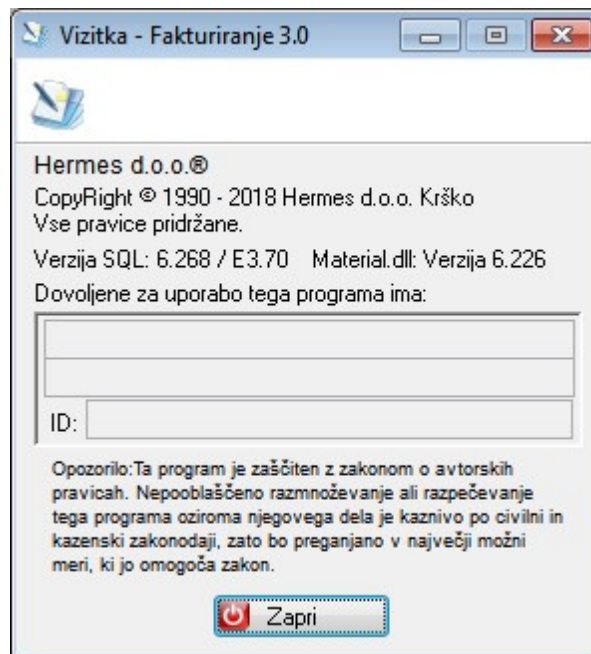 Vizitka - Fakturiranje 3.0
Hermes d.o.o.®
CopyRight © 1990 - 2018 Hermes d.o.o. Krško
Vse pravice pridržane.
Verzija SQL: 6.268 / E3.70 Material.dll: Verzija 6.226
Dovoljene za uporabo tega programa ima:
ID:
Opozorilo:Ta program je zaščiten z zakonom o avtorskih
pravicah. Nepooblaščeno razmnoževanje ali razpečevanje
tega programa oziroma njegovega dela je kaznivo po civilni in
kazenski zakonodaji, zato bo preganjano v največji možni
meri, ki jo omogoča zakon.
Zapri